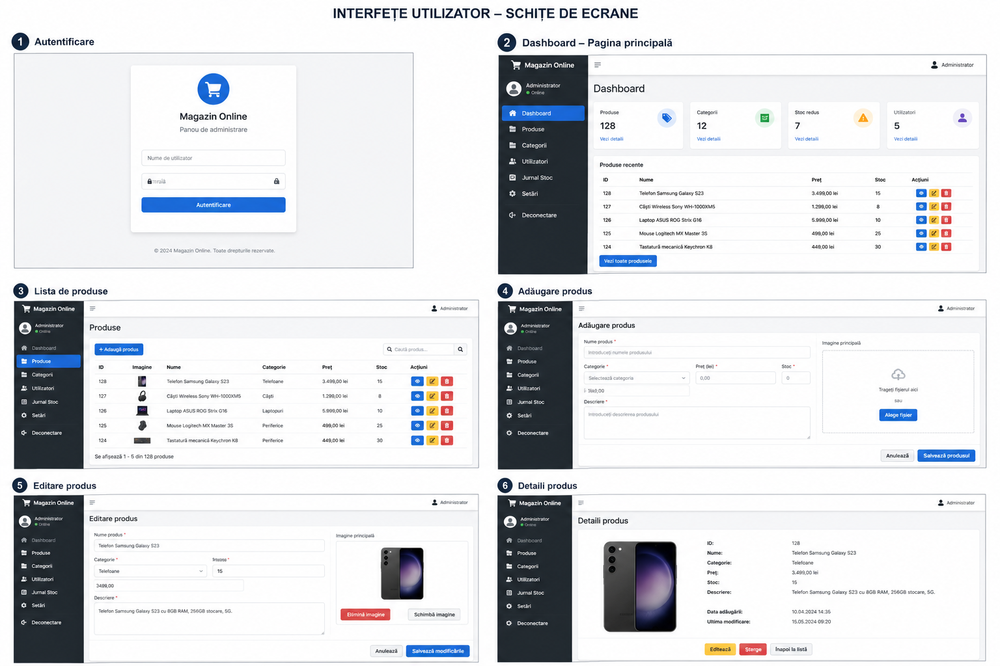 INTERFEȚE UTILIZATOR – SCHIȚE DE ECRANE
1 Autentificare
Magazin Online
Panou de administrare
Nume de utilizator
Autentificare
© 2024 Magazin Online. Toate drepturile rezervate.
2 Dashboard – Pagina principală
Magazin Online
Administrator
Administrator
Online
Dashboard
Produse
Categorii
Utilizatori
Jurnal Stoc
Setări
Deconectare
Dashboard
Produse
128
Vezi detalii
Categorii
12
Vezi detalii
Stoc redus
7
Vezi detalii
Utilizatori
5
Vezi detalii
Produse recente
ID Nume Preț Stoc Acțiuni
128 Telefon Samsung Galaxy S23 3.499,00 lei 15
127 Căști Wireless Sony WH-1000XM5 1.299,00 lei 8
126 Laptop ASUS ROG Strix G16 5.999,00 lei 10
125 Mouse Logitech MX Master 3S 499,00 lei 25
124 Tastatură mecanică Keychron K8 449,00 lei 30
Vezi toate produsele
3 Lista de produse
Magazin Online
Administrator
Administrator
Online
Dashboard
Produse
Categorii
Utilizatori
Jurnal Stoc
Setări
Deconectare
Produse
+ Adaugă produs
Caută produs...
ID Imagine Nume Categorie Preț Stoc Acțiuni
128 Telefon Samsung Galaxy S23 Telefoane 3.499,00 lei 15
127 Căști Wireless Sony WH-1000XM5 Căști 1.299,00 lei 8
126 Laptop ASUS ROG Strix G16 Laptopuri 5.999,00 lei 10
125 Mouse Logitech MX Master 3S Periferice 499,00 lei 25
124 Tastatură mecanică Keychron K8 Periferice 449,00 lei 30
Se afișează 1 - 5 din 128 produse
4 Adăugare produs
Magazin Online
Administrator
Administrator
Online
Dashboard
Produse
Categorii
Utilizatori
Jurnal Stoc
Setări
Deconectare
Adăugare produs
Nume produs *
Introduceți numele produsului
Categorie * Preț (lei) * Stoc *
Selectează categoria 0,00 0
Descriere *
Introduceți descrierea produsului
Imagine principală
Trageți fișierul aici
sau
Alege fișier
Anulează
Salvează produsul
5 Editare produs
Magazin Online
Administrator
Administrator
Online
Dashboard
Produse
Categorii
Utilizatori
Jurnal Stoc
Setări
Deconectare
Editare produs
Nume produs *
Telefon Samsung Galaxy S23
Categorie *
Telefoane 15
3499,00
Descriere *
Telefon Samsung Galaxy S23 cu 8GB RAM, 256GB stocare, 5G.
Imagine principală
Elimină imagine
Schimbă imagine
Anulează
Salvează modificările
6 Detalii produs
Magazin Online
Administrator
Administrator
Online
Dashboard
Produse
Categorii
Utilizatori
Jurnal Stoc
Setări
Deconectare
Detalii produs
ID: 128
Nume: Telefon Samsung Galaxy S23
Categorie: Telefoane
Preț: 3.499,00 lei
Stoc: 15
Descriere: Telefon Samsung Galaxy S23 cu 8GB RAM, 256GB stocare, 5G.
Data adăugării: 10.04.2024 14:35
Ultima modificare: 15.05.2024 09:20
Editează
Șterge
Înapoi la listă